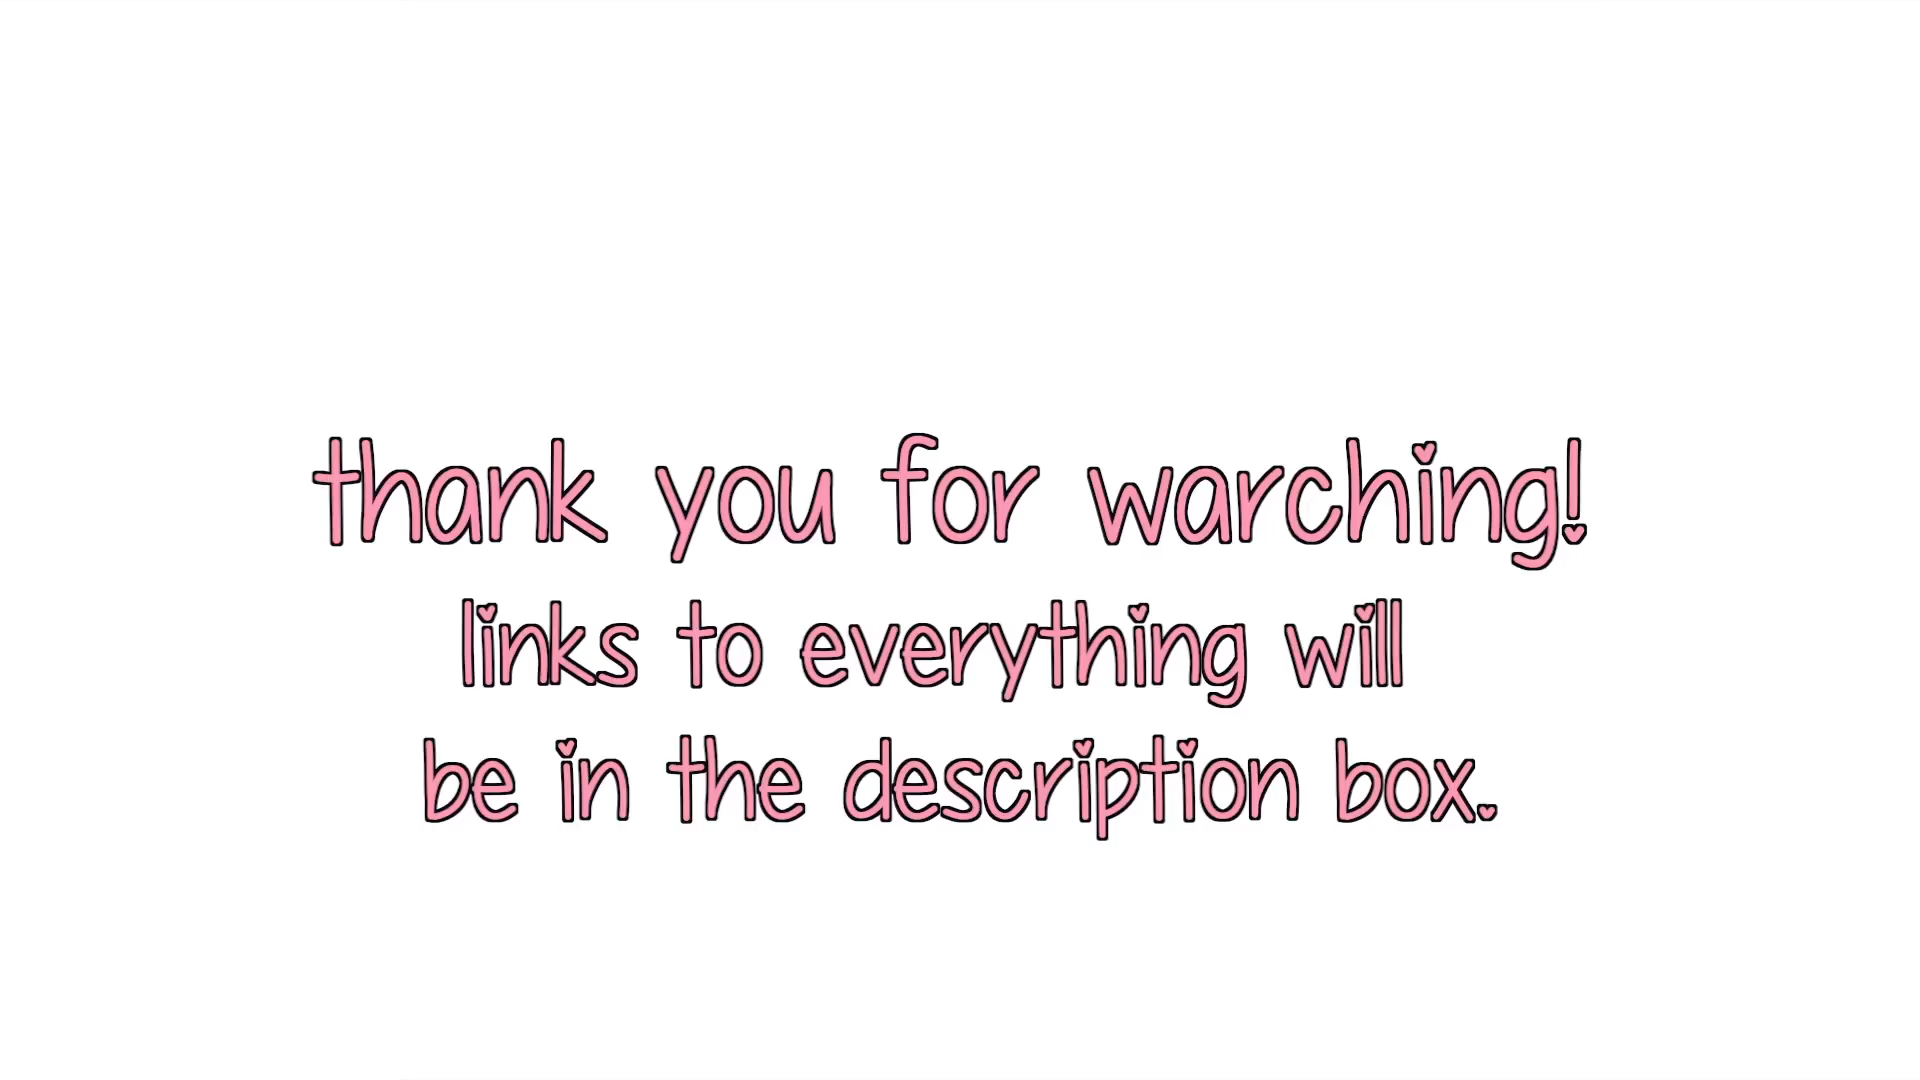 thank you for warching!
links to everything will
be in the description box.